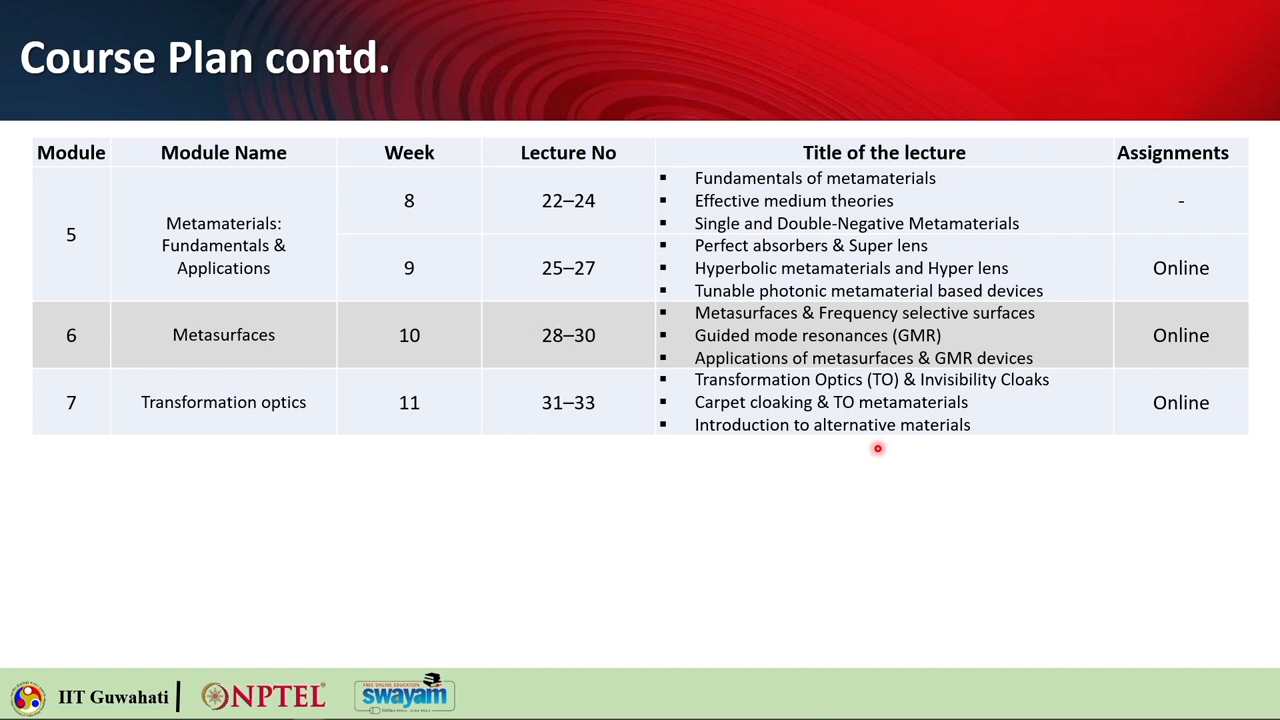 Course Plan contd.
Module Module Name Week Lecture No Title of the lecture Assignments
5
Metamaterials:
Fundamentals &
Applications
8 22–24
▪ Fundamentals of metamaterials
▪ Effective medium theories
▪ Single and Double-Negative Metamaterials
-
9 25–27
▪ Perfect absorbers & Super lens
▪ Hyperbolic metamaterials and Hyper lens
▪ Tunable photonic metamaterial based devices
Online
6 Metasurfaces 10 28–30
▪ Metasurfaces & Frequency selective surfaces
▪ Guided mode resonances (GMR)
▪ Applications of metasurfaces & GMR devices
Online
7 Transformation optics 11 31–33
▪ Transformation Optics (TO) & Invisibility Cloaks
▪ Carpet cloaking & TO metamaterials
▪ Introduction to alternative materials
Online
IIT Guwahati
NPTEL
FREE ONLINE EDUCATION
swayam